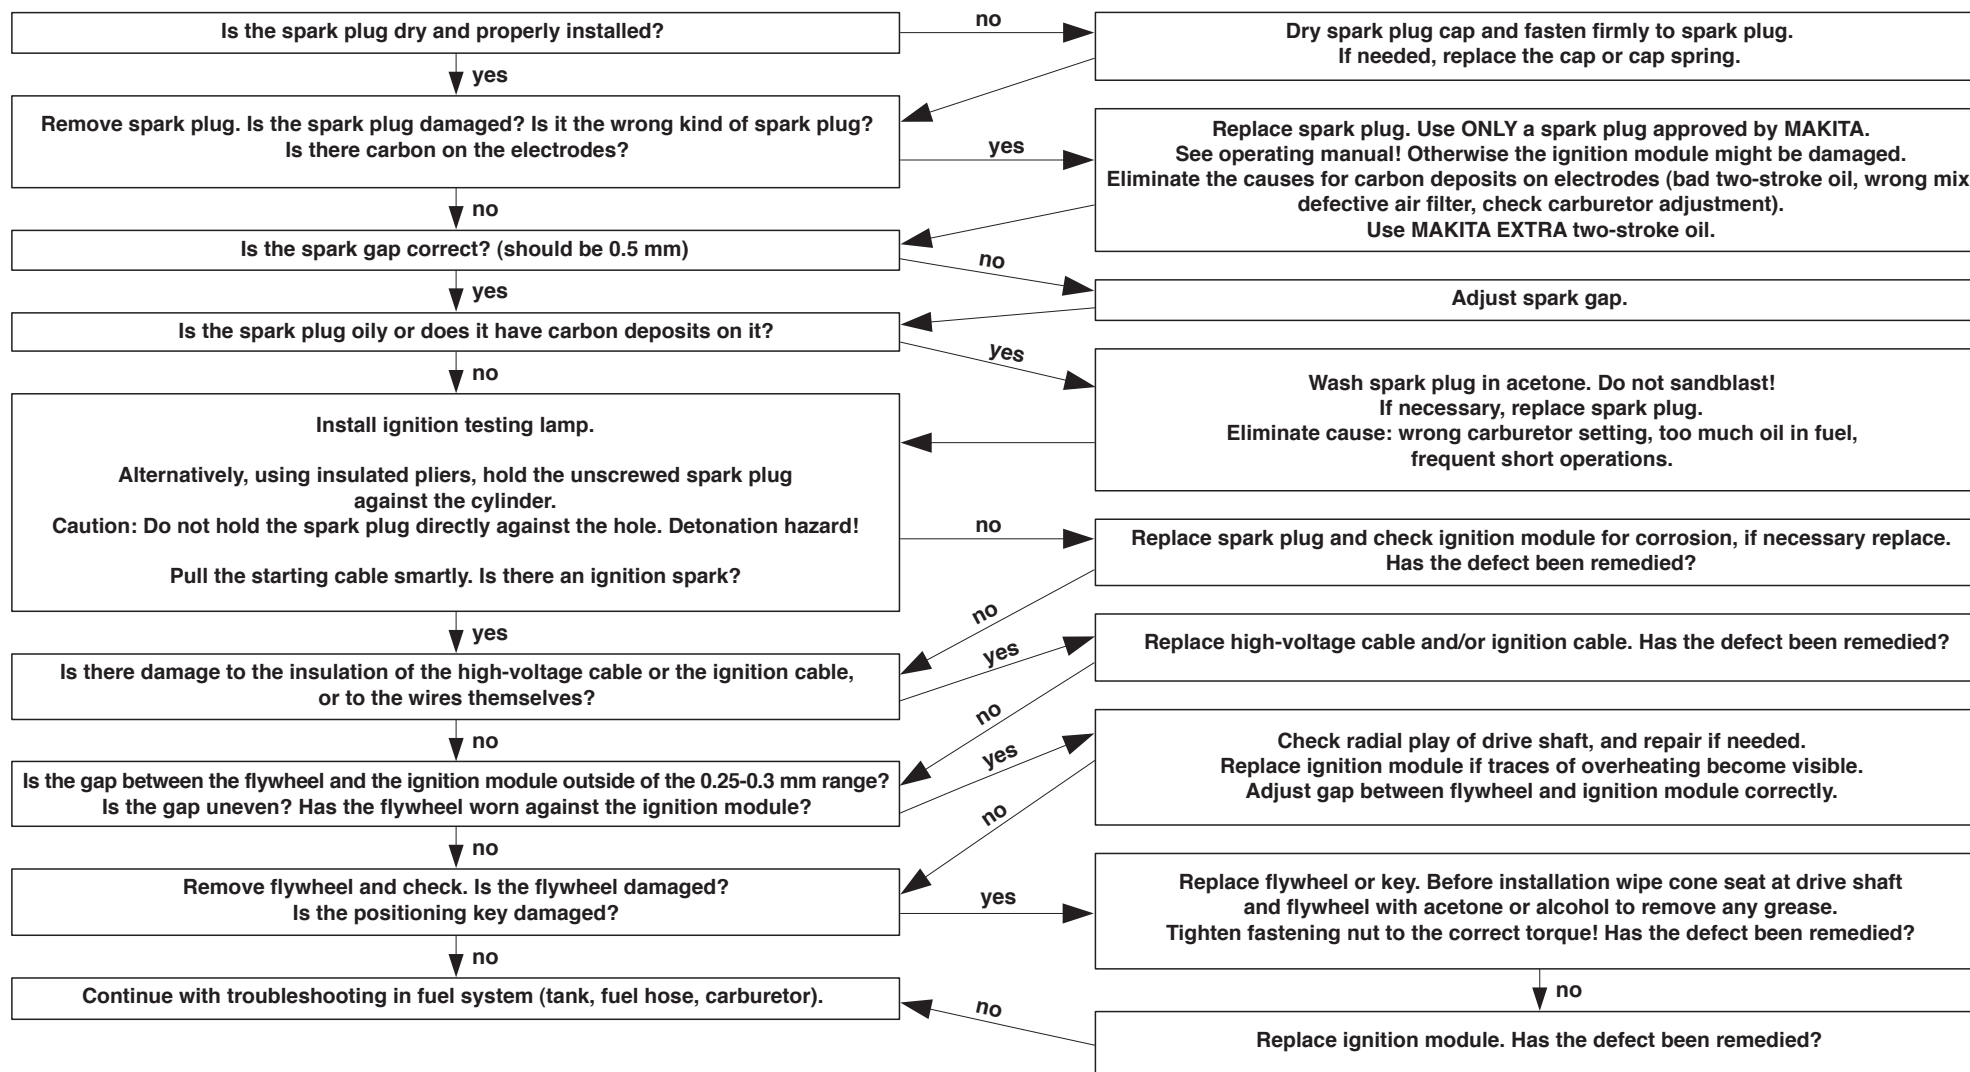 Is the spark plug dry and properly installed?
no
Dry spark plug cap and fasten firmly to spark plug.
If needed, replace the cap or cap spring.
yes
Remove spark plug. Is the spark plug damaged? Is it the wrong kind of spark plug?
Is there carbon on the electrodes?
yes
Replace spark plug. Use ONLY a spark plug approved by MAKITA.
See operating manual! Otherwise the ignition module might be damaged.
Eliminate the causes for carbon deposits on electrodes (bad two-stroke oil, wrong mix
defective air filter, check carburetor adjustment).
Use MAKITA EXTRA two-stroke oil.
no
Is the spark gap correct? (should be 0.5 mm)
no
Adjust spark gap.
yes
Is the spark plug oily or does it have carbon deposits on it?
yes
Wash spark plug in acetone. Do not sandblast!
If necessary, replace spark plug.
Eliminate cause: wrong carburetor setting, too much oil in fuel,
frequent short operations.
no
Install ignition testing lamp.
Alternatively, using insulated pliers, hold the unscrewed spark plug
against the cylinder.
Caution: Do not hold the spark plug directly against the hole. Detonation hazard!
Pull the starting cable smartly. Is there an ignition spark?
no
Replace spark plug and check ignition module for corrosion, if necessary replace.
Has the defect been remedied?
no
yes
Is there damage to the insulation of the high-voltage cable or the ignition cable,
or to the wires themselves?
yes
Replace high-voltage cable and/or ignition cable. Has the defect been remedied?
no
no
Is the gap between the flywheel and the ignition module outside of the 0.25-0.3 mm range?
Is the gap uneven? Has the flywheel worn against the ignition module?
yes
Check radial play of drive shaft, and repair if needed.
Replace ignition module if traces of overheating become visible.
Adjust gap between flywheel and ignition module correctly.
no
no
Remove flywheel and check. Is the flywheel damaged?
Is the positioning key damaged?
yes
Replace flywheel or key. Before installation wipe cone seat at drive shaft
and flywheel with acetone or alcohol to remove any grease.
Tighten fastening nut to the correct torque! Has the defect been remedied?
no
no
Continue with troubleshooting in fuel system (tank, fuel hose, carburetor).
no
Replace ignition module. Has the defect been remedied?